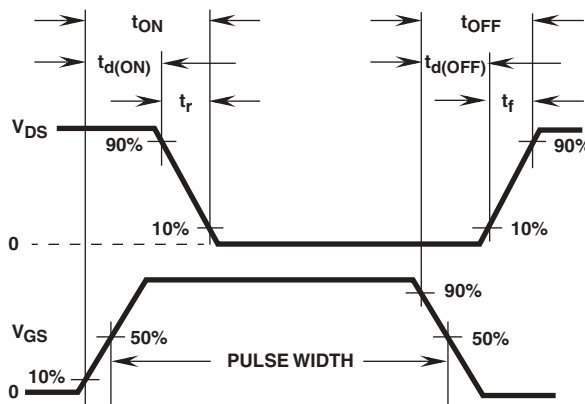 tON tOFF
td(ON) td(OFF)
tr tf
VDS
90% 90%
10% 10%
0
90%
VGS 50% 50%
PULSE WIDTH
10%
0